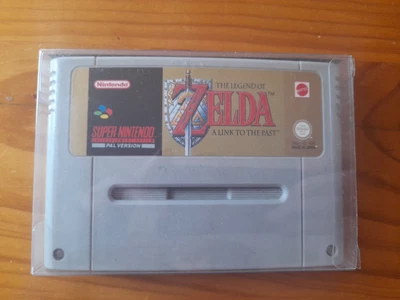 Nintendo
SUPER NINTENDO
PAL VERSION
THE LEGEND OF
ZELDA
A LINK TO THE PAST